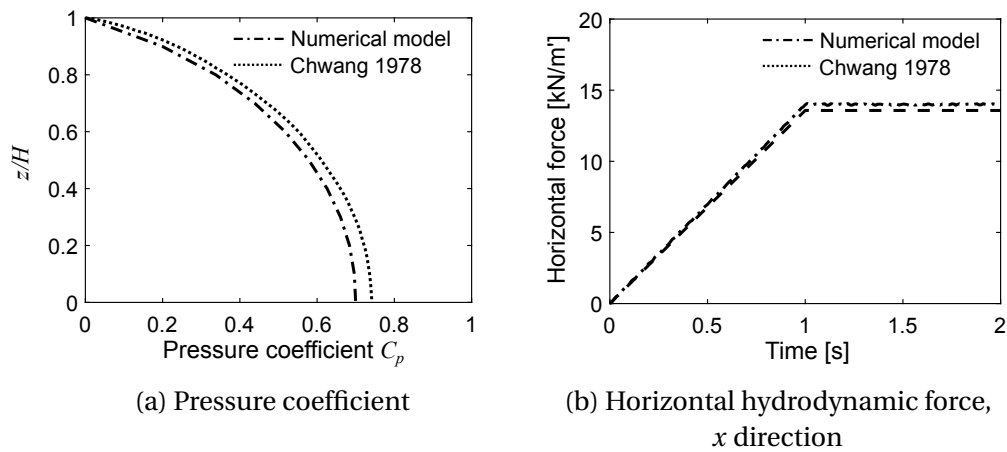 1
0.8
0.6
0.4
0.2
0
z/H
Numerical model
Chwang 1978
0 0.2 0.4 0.6 0.8 1
Pressure coefficient Cp
(a) Pressure coefficient
20
15
10
5
0
Horizontal force [kN/m']
Numerical model
Chwang 1978
0 0.5 1 1.5 2
Time [s]
(b) Horizontal hydrodynamic force,
x direction